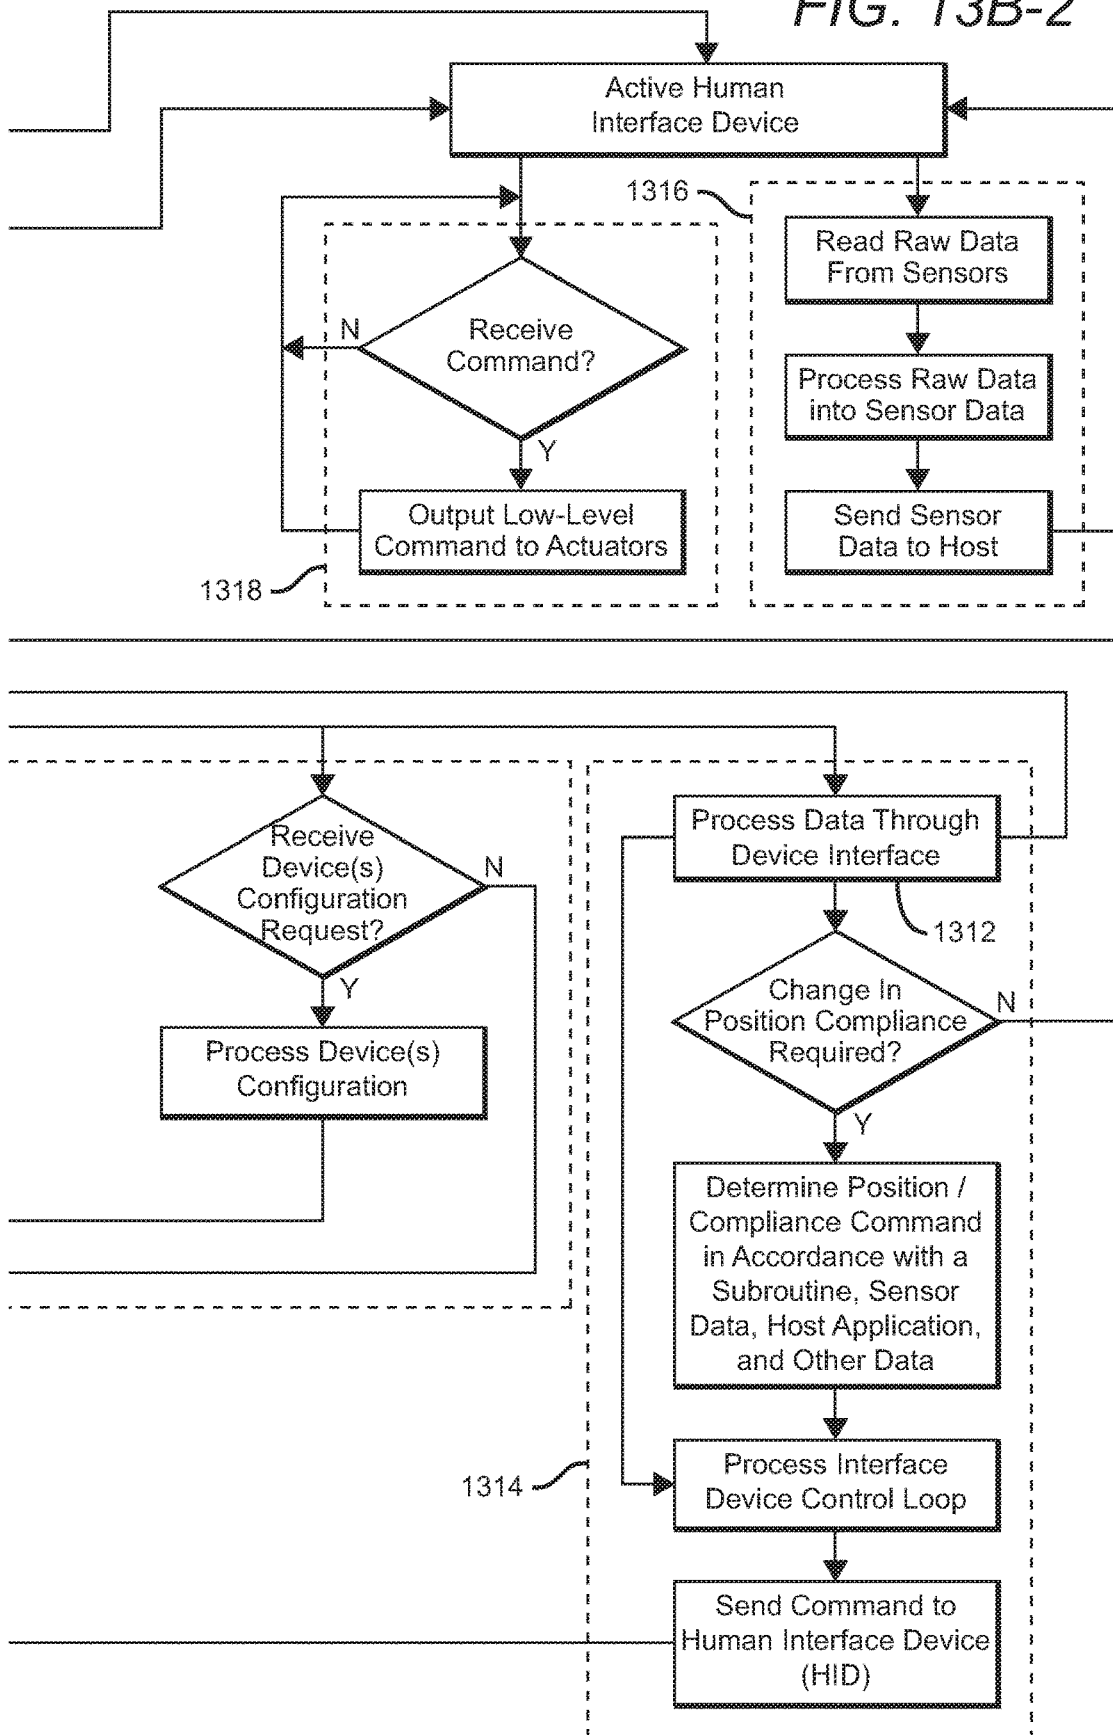 FIG. 13B-2
Active Human
Interface Device
1316
Read Raw Data
From Sensors
N
Receive
Command?
Process Raw Data
into Sensor Data
Y
Output Low-Level
Command to Actuators
Send Sensor
Data to Host
1318
Receive
Device(s)
Configuration
Request?
N
Y
Process Device(s)
Configuration
Process Data Through
Device Interface
1312
Change In
Position Compliance
Required?
N
Y
Determine Position /
Compliance Command
in Accordance with a
Subroutine, Sensor
Data, Host Application,
and Other Data
1314
Process Interface
Device Control Loop
Send Command to
Human Interface Device
(HID)